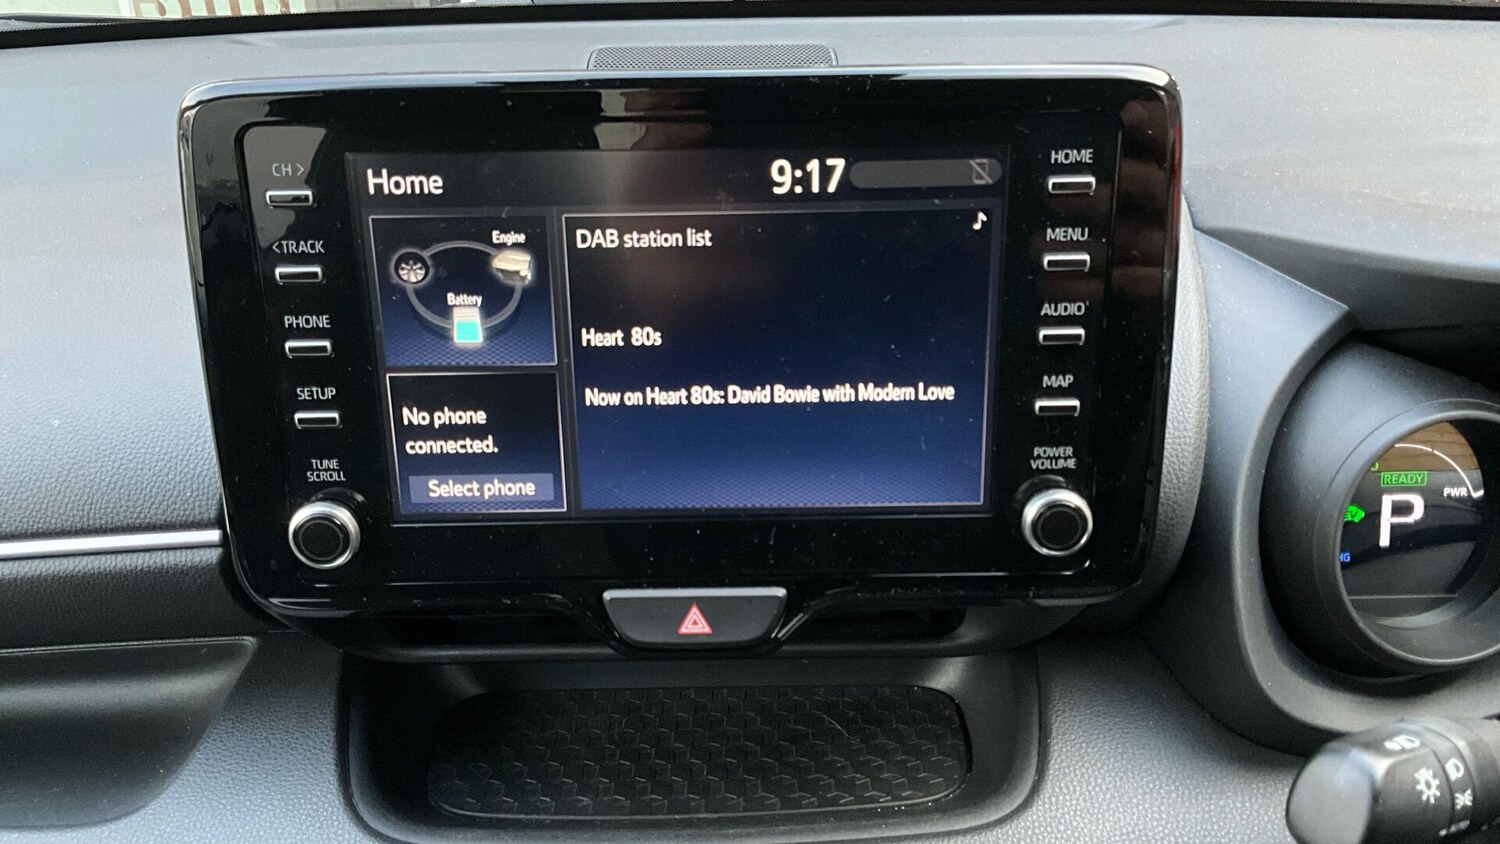 CH >
< TRACK
PHONE
SETUP
TUNE
SCROLL
Home
9:17
Engine
Battery
No phone
connected.
Select phone
DAB station list
Heart 80s
Now on Heart 80s: David Bowie with Modern Love
HOME
MENU
AUDIO
MAP
POWER
VOLUME
READY
PWR
EV
P